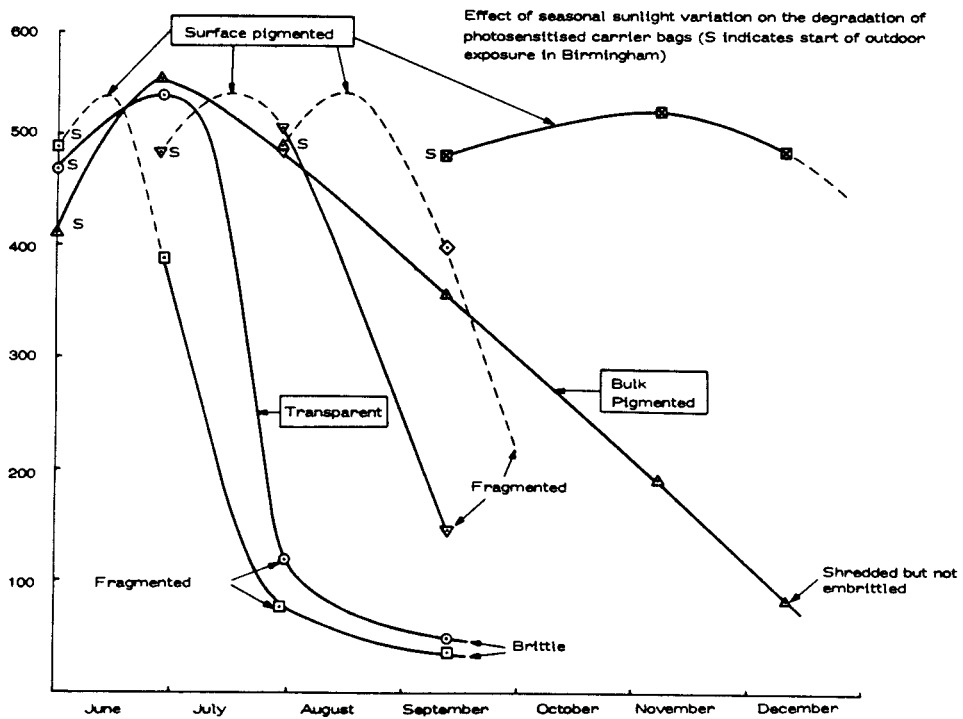 Effect of seasonal sunlight variation on the degradation of
photosensitised carrier bags (S indicates start of outdoor
exposure in Birmingham)
600
Surface pigmented
500
S
S
S
S
S
S
400
300
Bulk
Pigmented
Transparent
200
Fragmented
Fragmented
100
Shredded but not
embrittled
Brittle
June July August September October November December